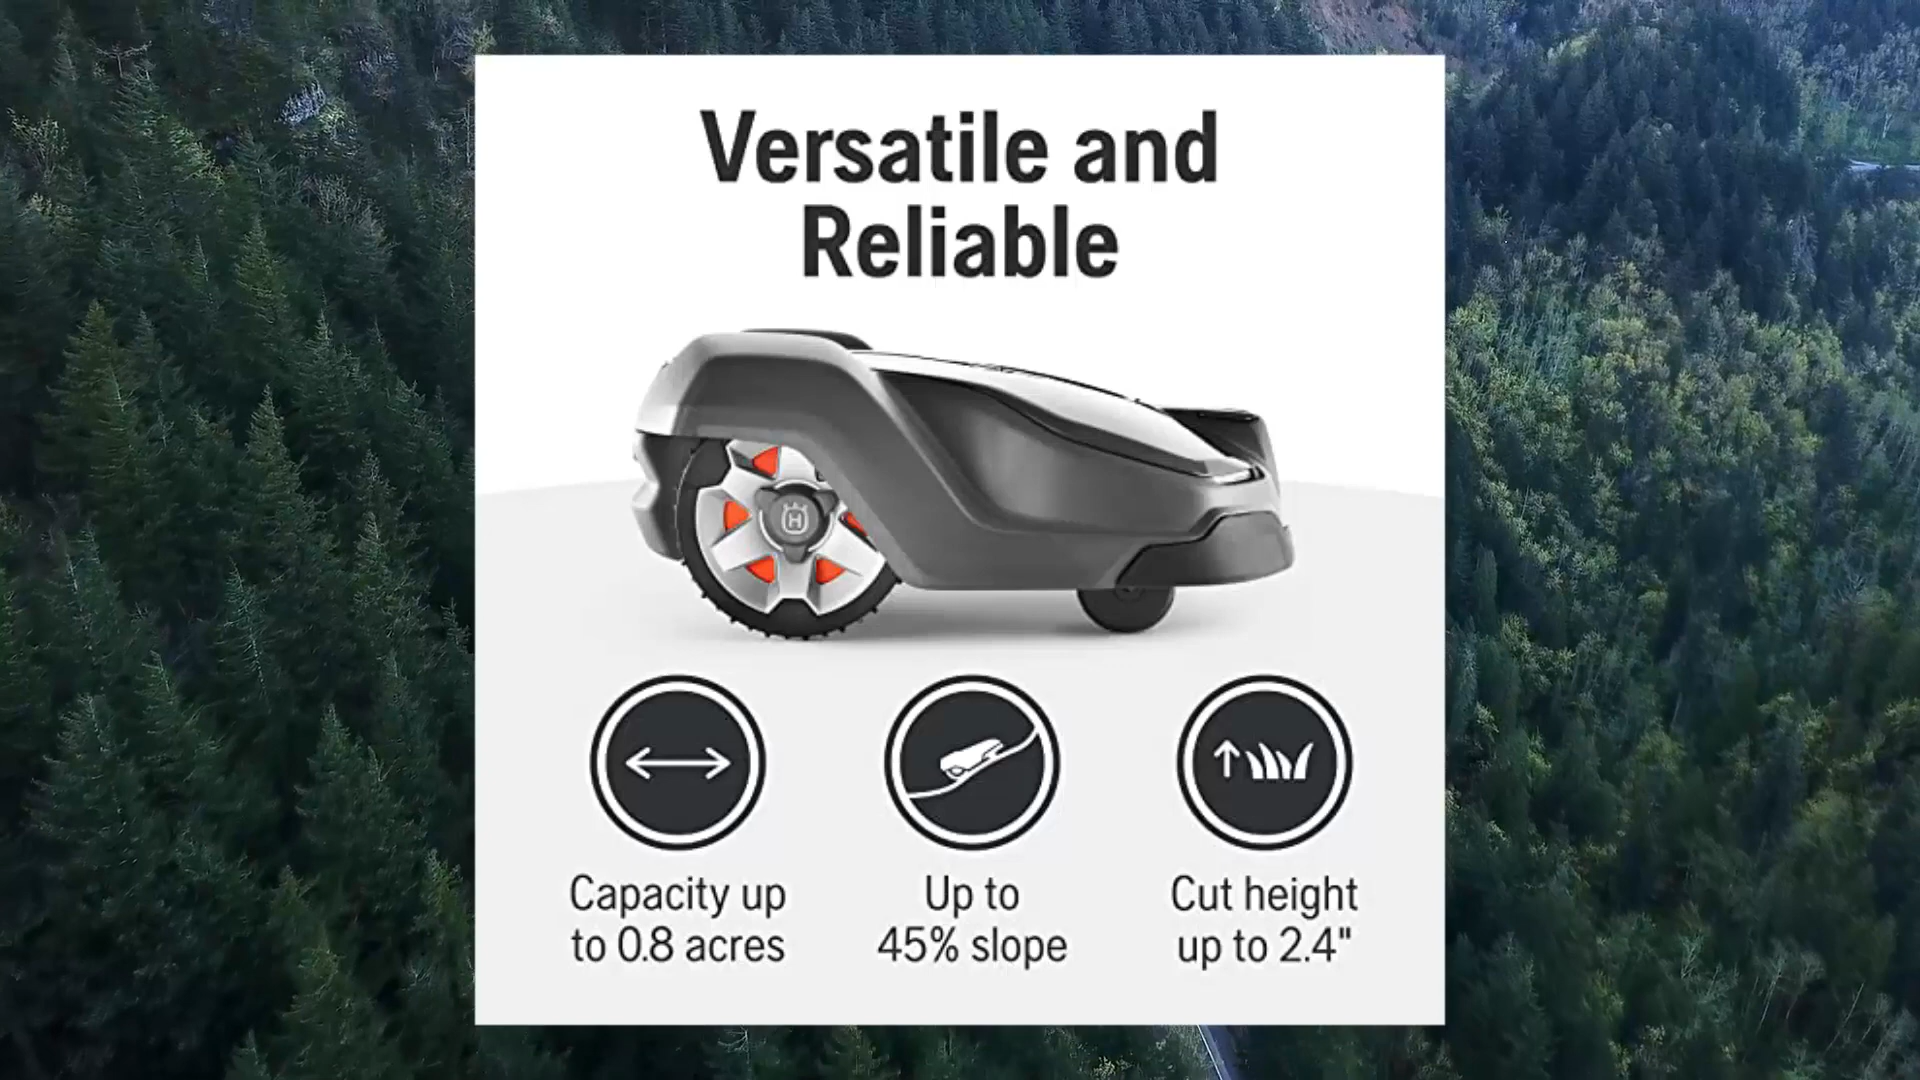 Versatile and
Reliable
H
Capacity up
to 0.8 acres
Up to
45% slope
Cut height
up to 2.4"